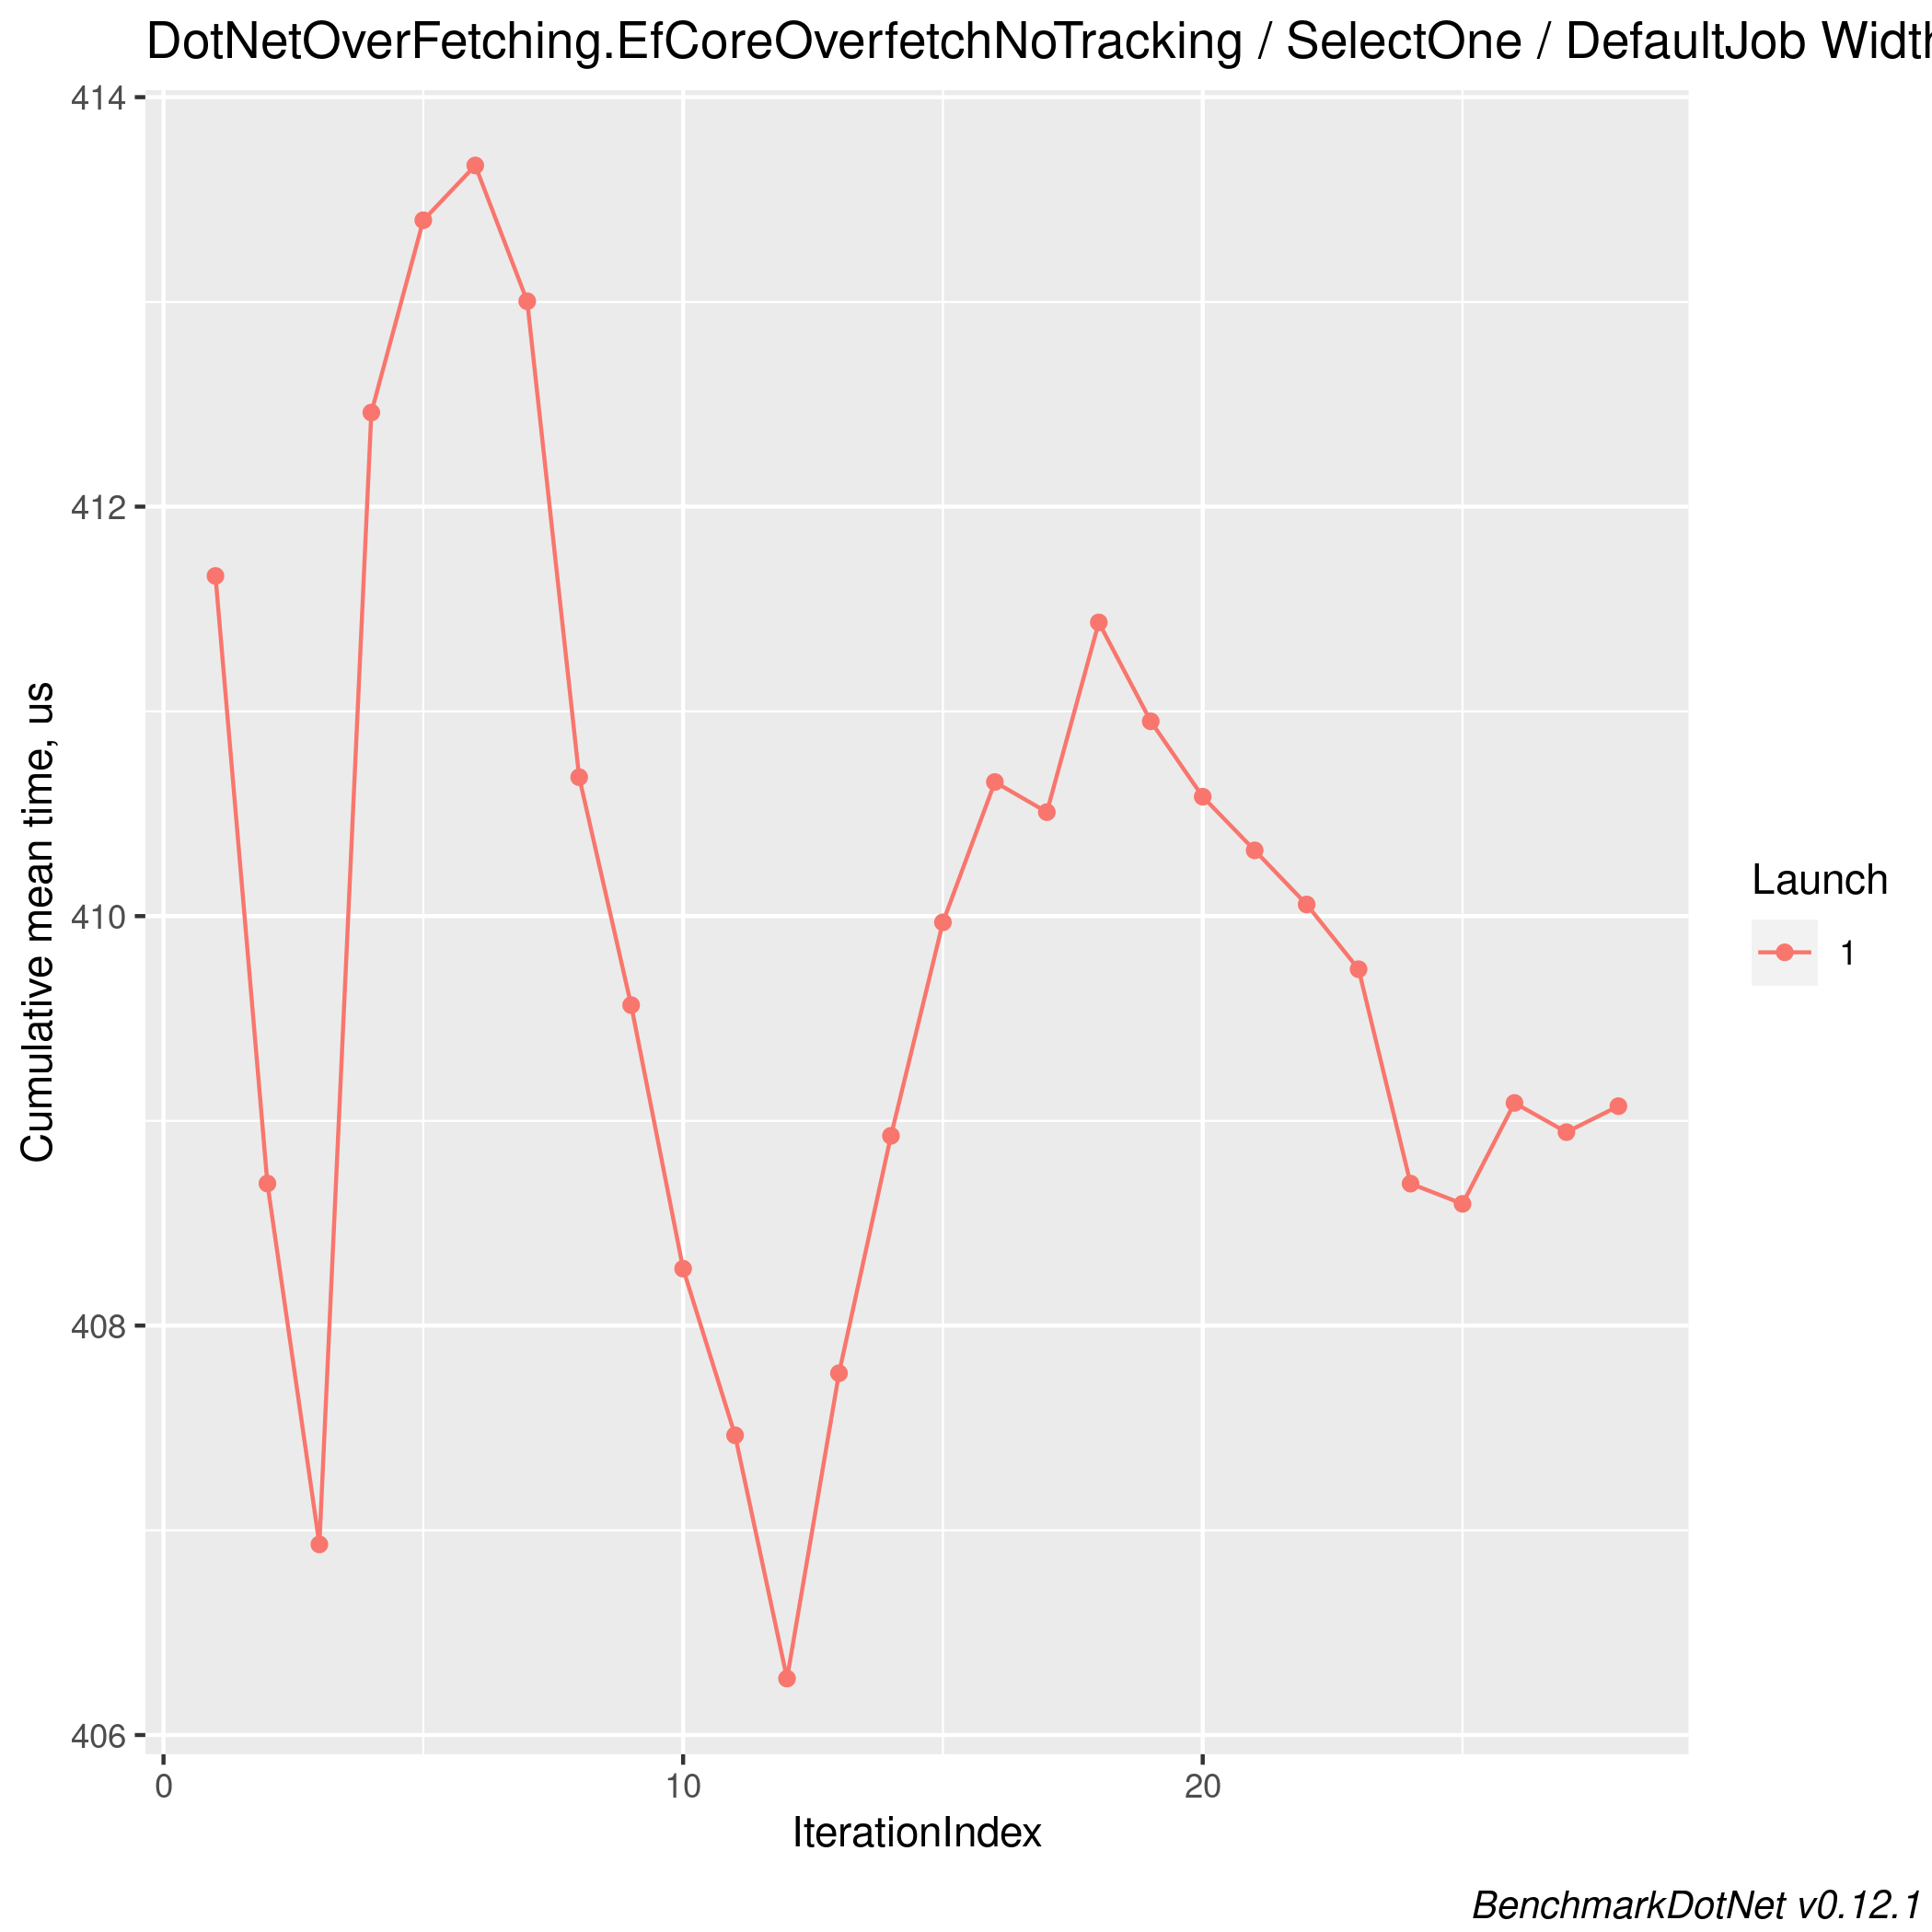 DotNetOverFetching.EfCoreOverfetchNoTracking / SelectOne / DefaultJob Width
414
412
410
408
406
Cumulative mean time, us
0 10 20
IterationIndex
Launch
1
BenchmarkDotNet v0.12.1